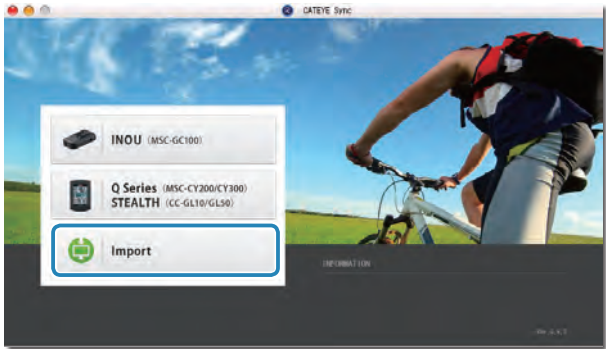 CATEYE Sync
INOU (MSC-GC100)
Q Series (MSC-CY200/CY300)
STEALTH (CC-GL10/GL50)
Import
INFORMATION